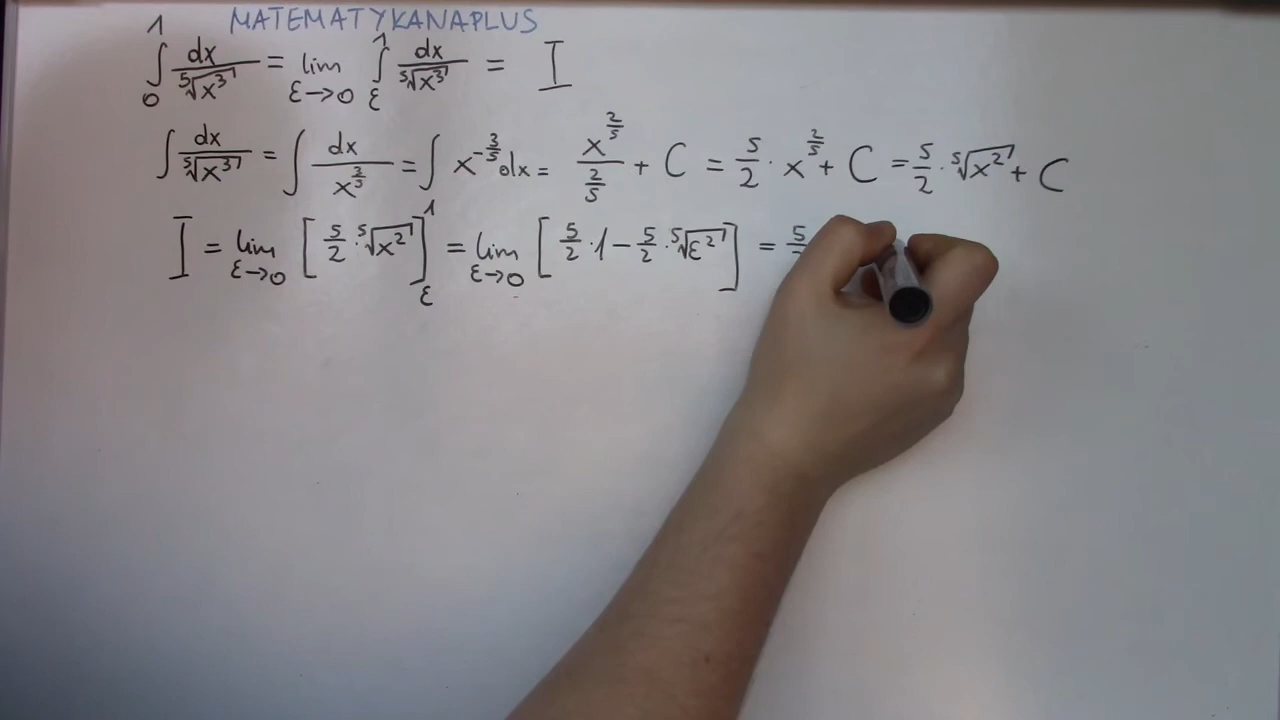 MATEMATYKANAPLUS
∫₀¹ dx/⁵√x³ = lim_{ε→0} ∫_ε¹ dx/⁵√x³ = I
∫ dx/⁵√x³ = ∫ dx/x^{3/5} = ∫ x^{-3/5} dx = x^{2/5}/(2/5) + C = 5/2 · x^{2/5} + C = 5/2 · ⁵√x² + C
I = lim_{ε→0} [5/2 · ⁵√x²]_ε¹ = lim_{ε→0} [5/2 · 1 − 5/2 · ⁵√ε²] = 5